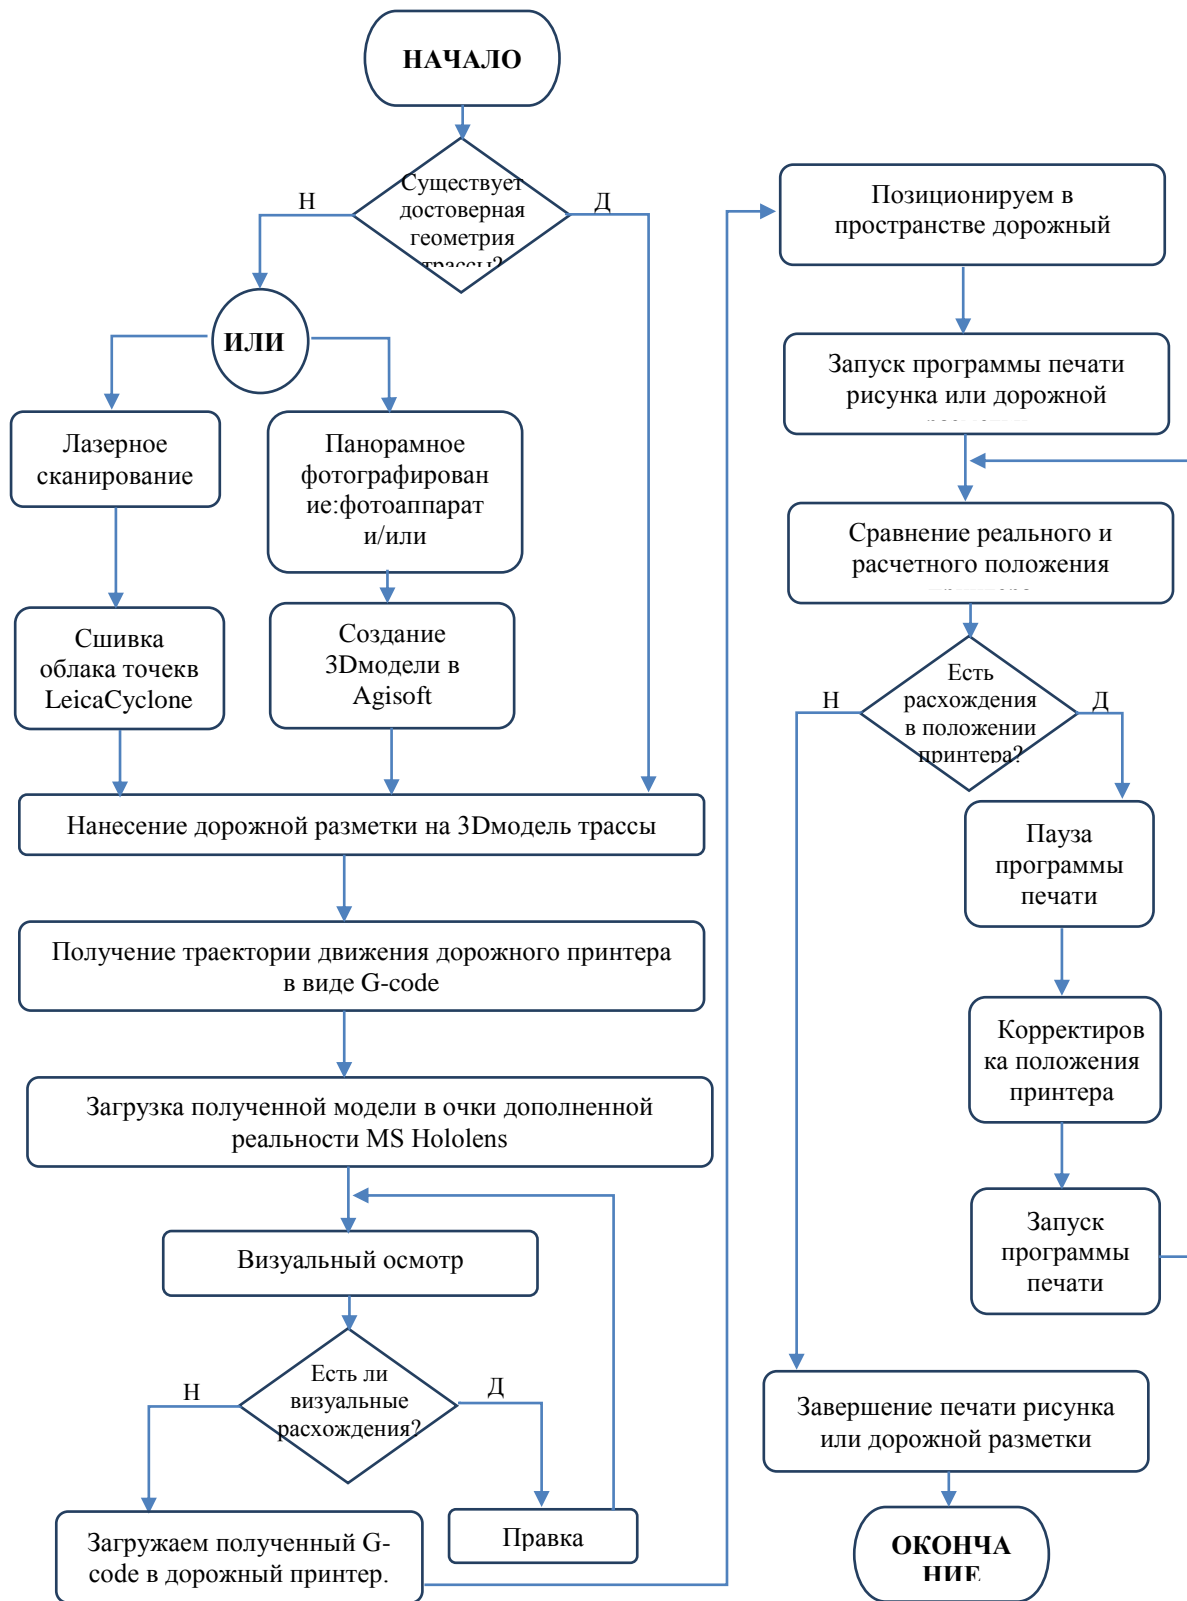 НАЧАЛО
Существует
достоверная
геометрия
трассы?
Н
Д
ИЛИ
Лазерное
сканирование
Панорамное
фотографирован
ие:фотоаппарат
и/или
Сшивка
облака точекв
LeicaCyclone
Создание
3Dмодели в
Agisoft
Нанесение дорожной разметки на 3Dмодель трассы
Получение траектории движения дорожного принтера
в виде G-code
Загрузка полученной модели в очки дополненной
реальности MS Hololens
Визуальный осмотр
Есть ли
визуальные
расхождения?
Н
Д
Загружаем полученный G-
code в дорожный принтер.
Правка
Позиционируем в
пространстве дорожный
Запуск программы печати
рисунка или дорожной
Сравнение реального и
расчетного положения
Есть
расхождения
в положении
принтера?
Н
Д
Пауза
программы
печати
Корректиров
ка положения
принтера
Запуск
программы
печати
Завершение печати рисунка
или дорожной разметки
ОКОНЧА
НИЕ